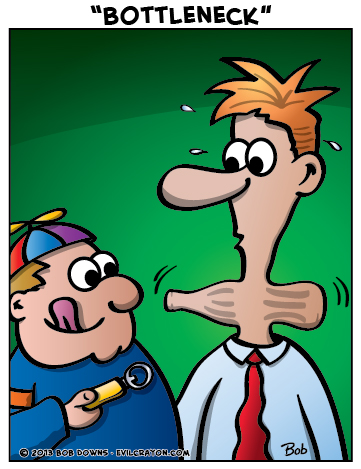 "BOTTLENECK"
Bob
© 2013 BOB DOWNS - EVILCRAYON.COM